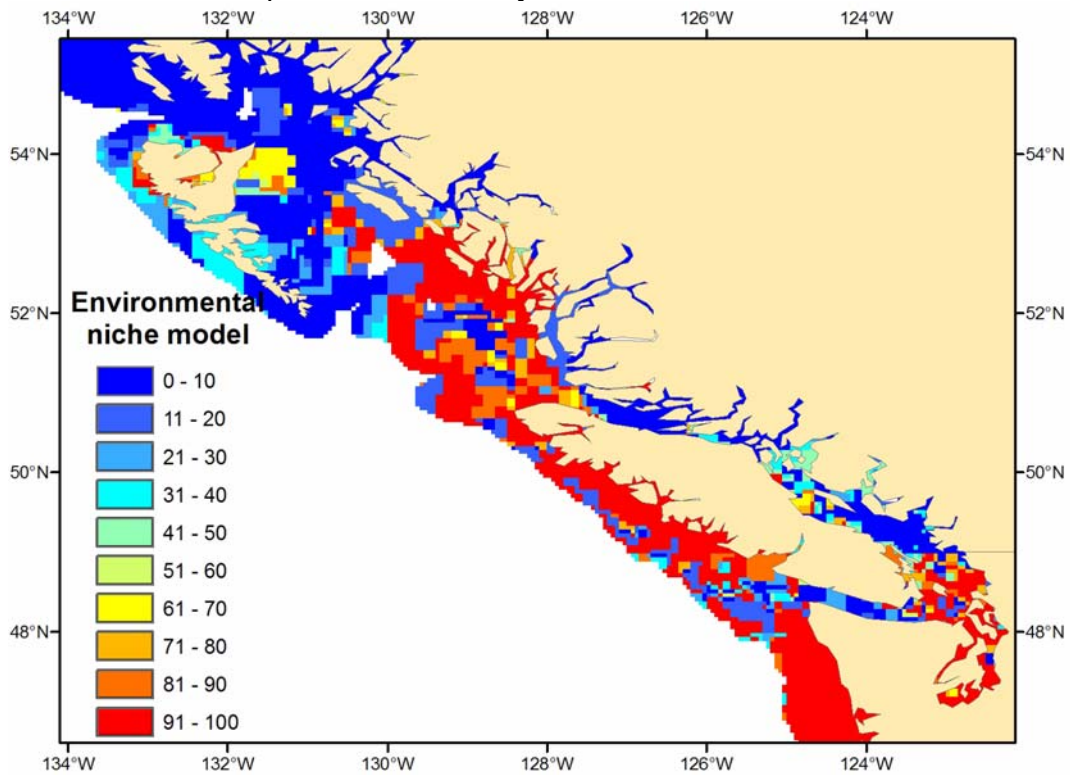 134°W 132°W 130°W 128°W 126°W 124°W
54°N 54°N
52°N 52°N
Environmental
niche model
0 - 10
11 - 20
21 - 30
31 - 40
41 - 50
51 - 60
61 - 70
71 - 80
81 - 90
91 - 100
50°N 50°N
48°N 48°N
134°W 132°W 130°W 128°W 126°W 124°W